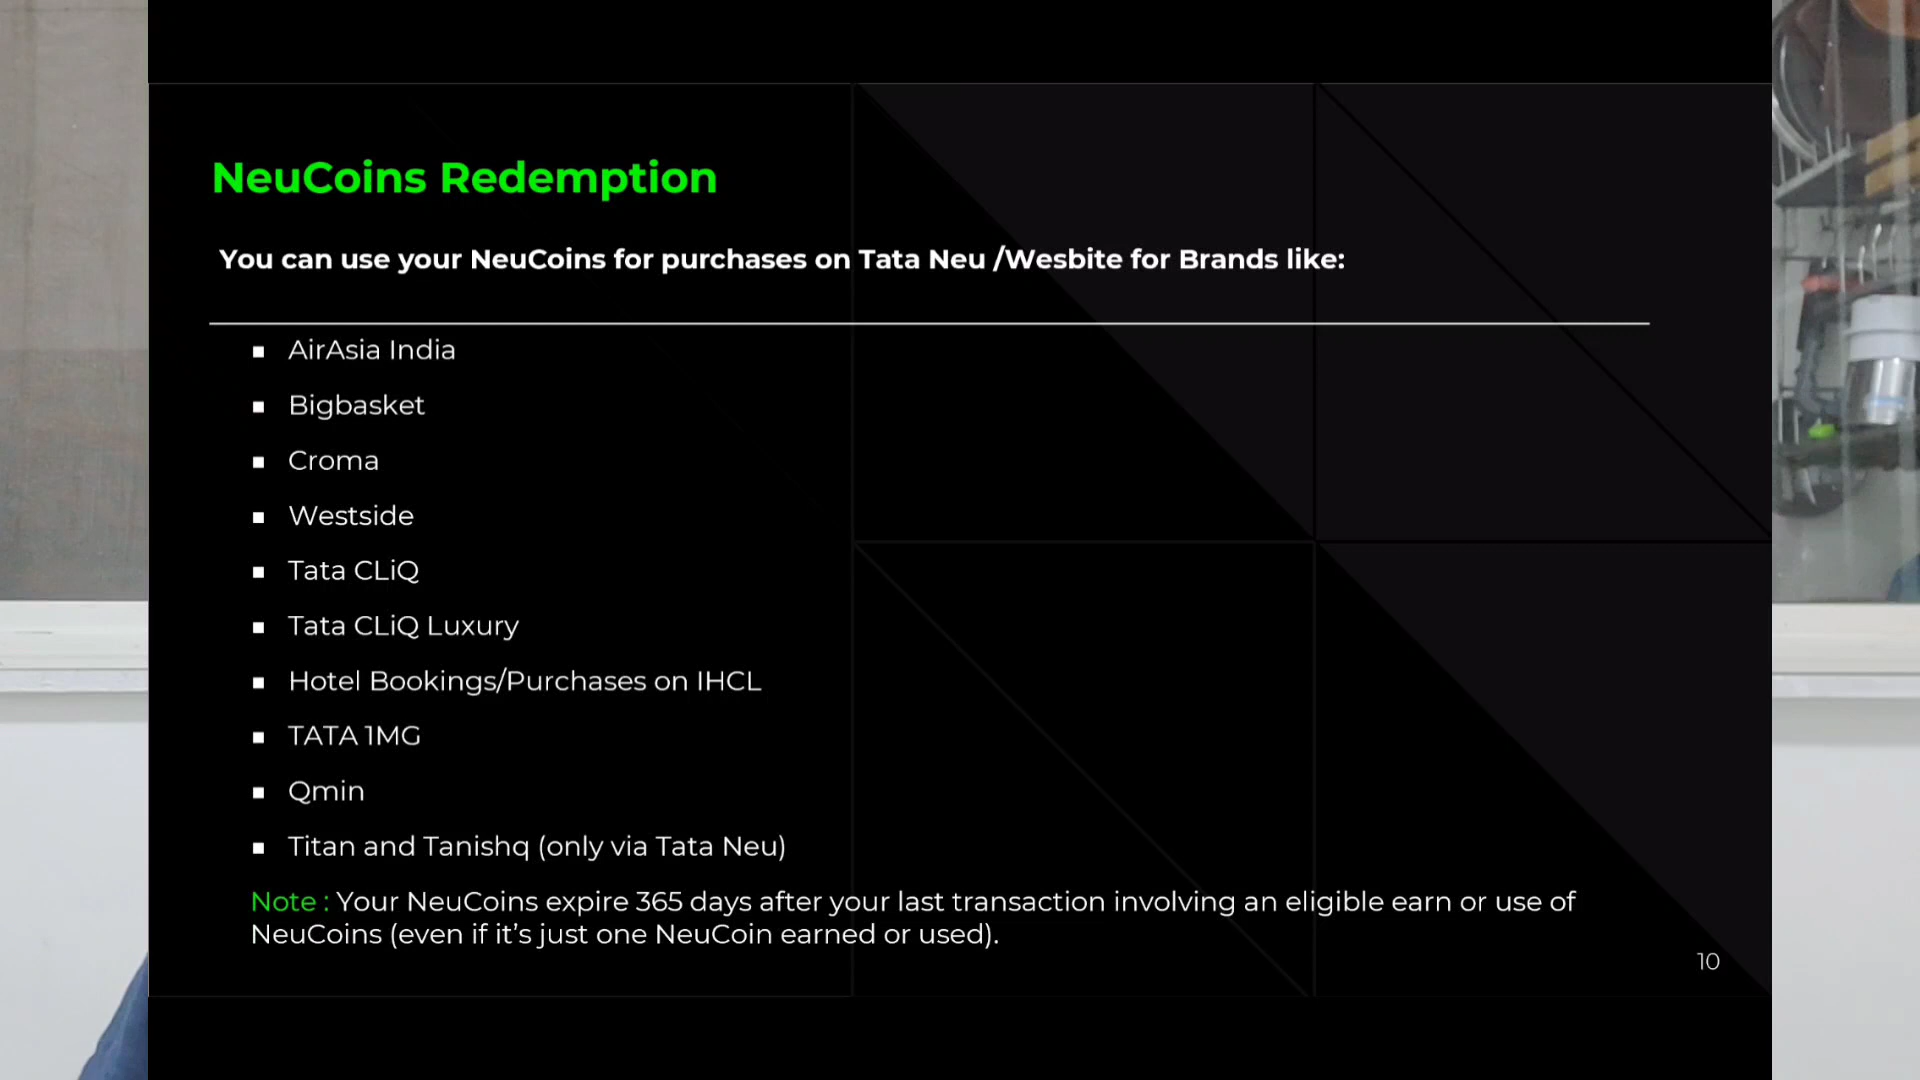 NeuCoins Redemption
You can use your NeuCoins for purchases on Tata Neu /Wesbite for Brands like:
▪ AirAsia India
▪ Bigbasket
▪ Croma
▪ Westside
▪ Tata CLiQ
▪ Tata CLiQ Luxury
▪ Hotel Bookings/Purchases on IHCL
▪ TATA 1MG
▪ Qmin
▪ Titan and Tanishq (only via Tata Neu)
Note : Your NeuCoins expire 365 days after your last transaction involving an eligible earn or use of
NeuCoins (even if it’s just one NeuCoin earned or used).
10